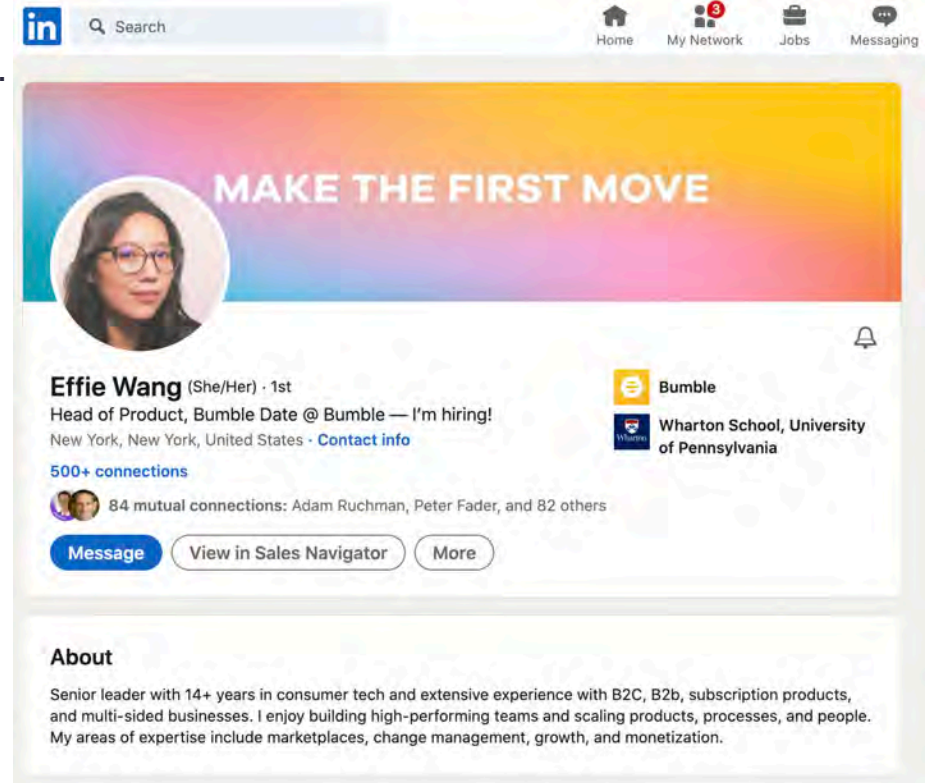 in
Search
3
Home
My Network
Jobs
Messaging
MAKE THE FIRST MOVE
Effie Wang (She/Her) · 1st
Head of Product, Bumble Date @ Bumble — I'm hiring!
New York, New York, United States · Contact info
500+ connections
84 mutual connections: Adam Ruchman, Peter Fader, and 82 others
Message
View in Sales Navigator
More
Bumble
Wharton
Wharton School, University
of Pennsylvania
About
Senior leader with 14+ years in consumer tech and extensive experience with B2C, B2b, subscription products,
and multi-sided businesses. I enjoy building high-performing teams and scaling products, processes, and people.
My areas of expertise include marketplaces, change management, growth, and monetization.